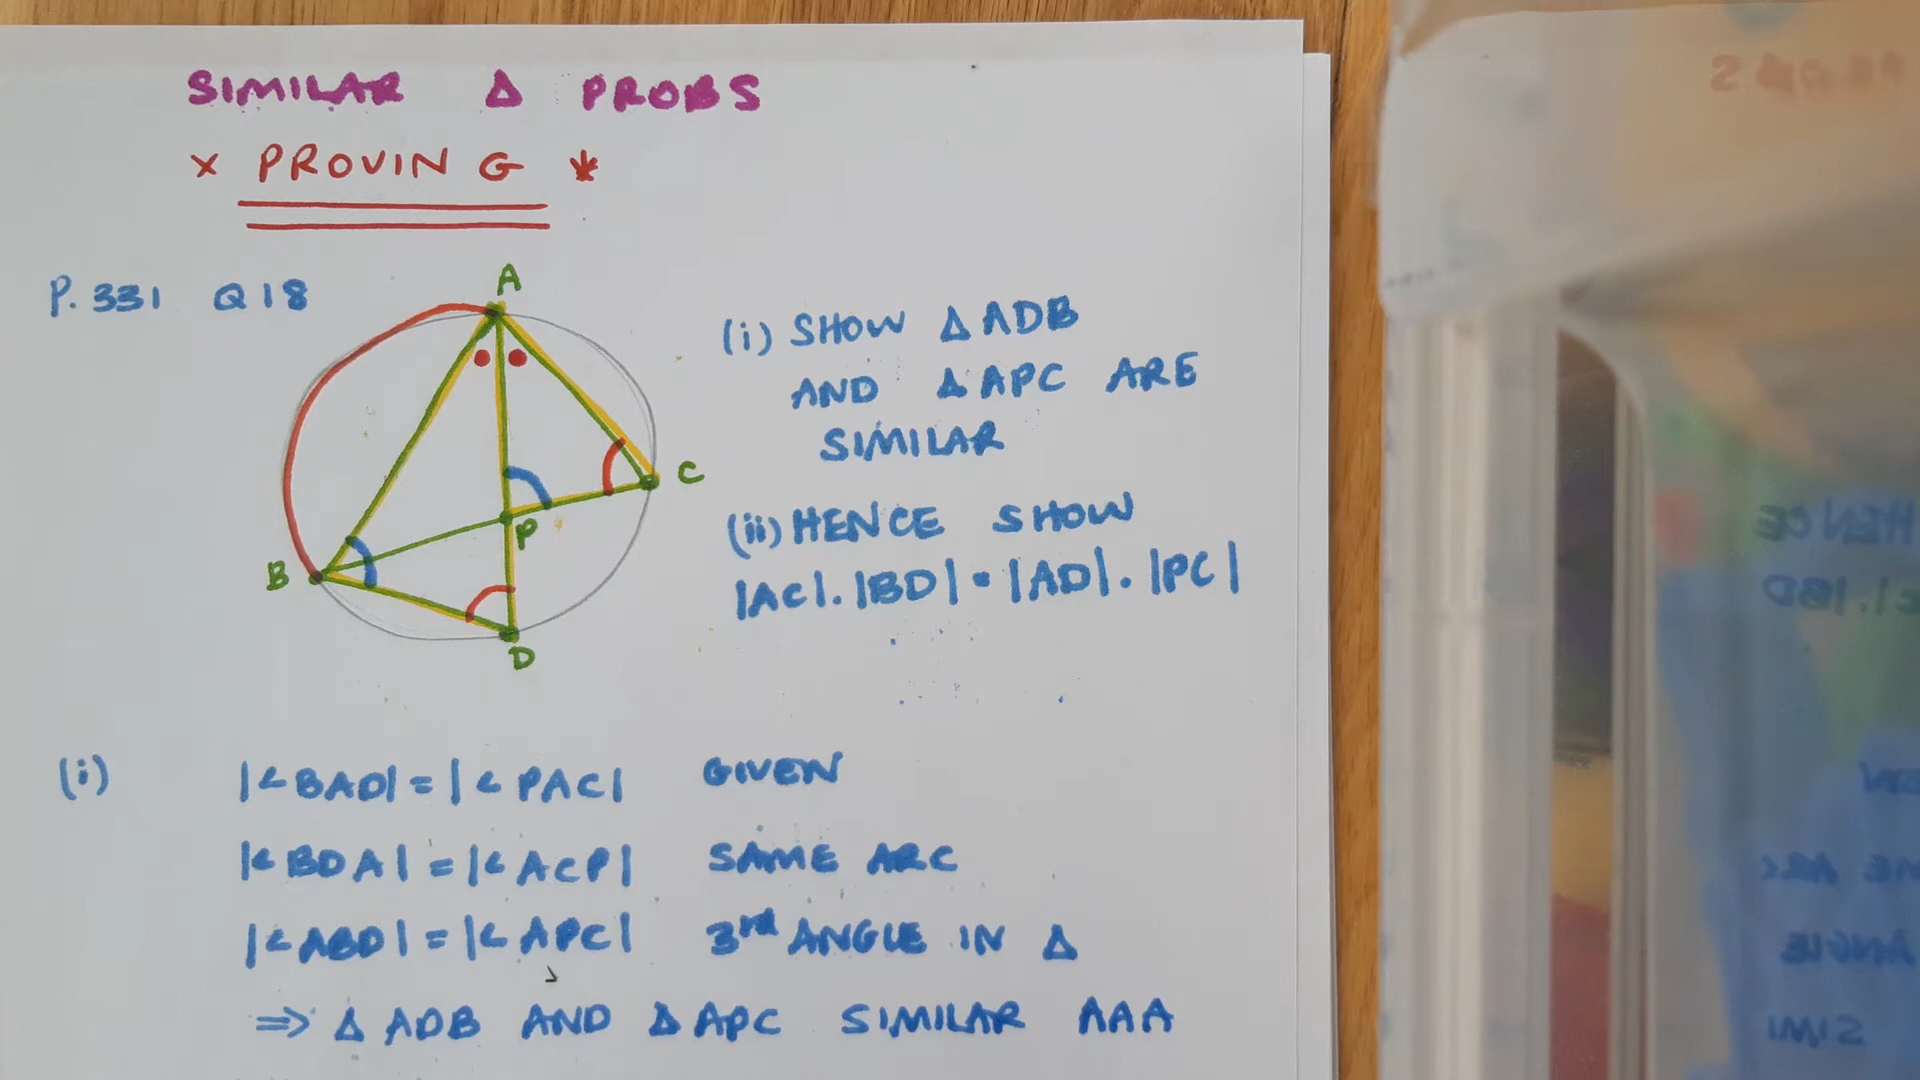 SIMILAR Δ PROBS
× PROVING *
P. 331 Q 18
A
B
C
P
D
(i) SHOW Δ ADB
AND Δ APC ARE
SIMILAR
(ii) HENCE SHOW
|AC|.|BD| = |AD|.|PC|
(i) |∠BAD| = |∠PAC| GIVEN
|∠BDA| = |∠ACP| SAME ARC
|∠ABD| = |∠APC| 3rd ANGLE IN Δ
⇒ Δ ADB AND Δ APC SIMILAR AAA